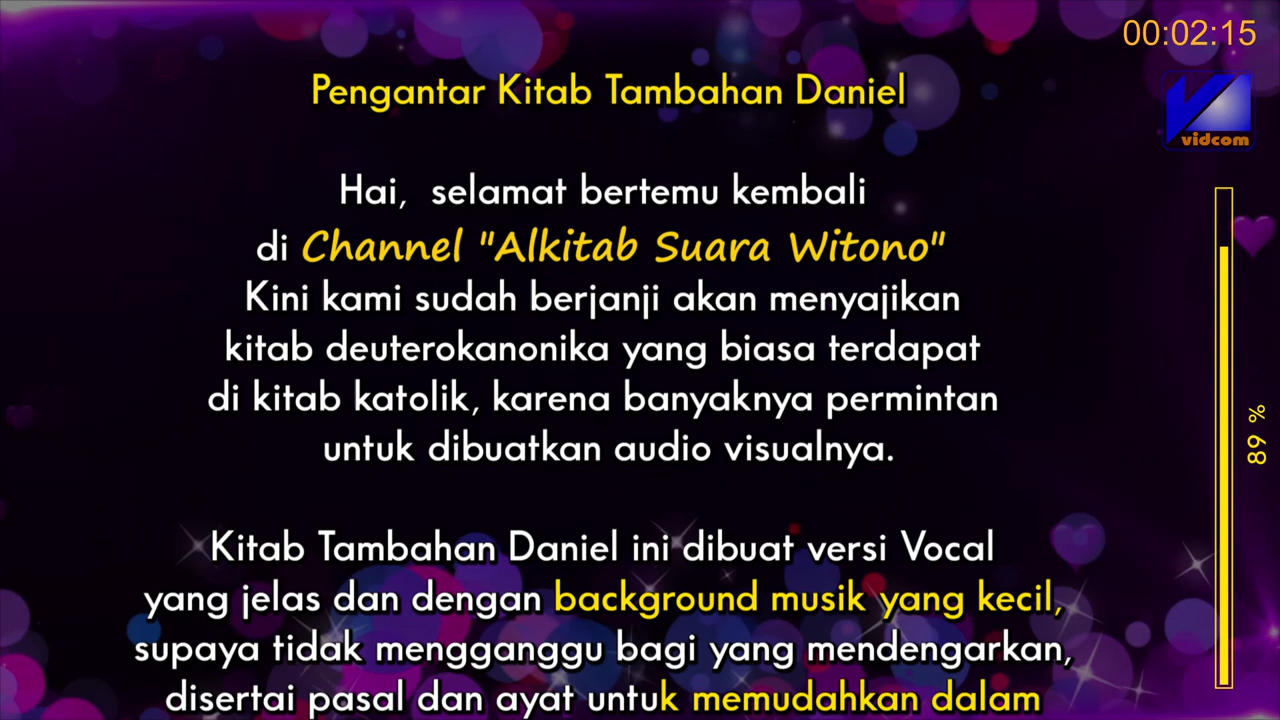 00:02:15
Pengantar Kitab Tambahan Daniel
vidcom
Hai, selamat bertemu kembali
di Channel "Alkitab Suara Witono"
Kini kami sudah berjanji akan menyajikan
kitab deuterokanonika yang biasa terdapat
di kitab katolik, karena banyaknya permintan
untuk dibuatkan audio visualnya.
89 %
Kitab Tambahan Daniel ini dibuat versi Vocal
yang jelas dan dengan background musik yang kecil,
supaya tidak mengganggu bagi yang mendengarkan,
disertai pasal dan ayat untuk memudahkan dalam